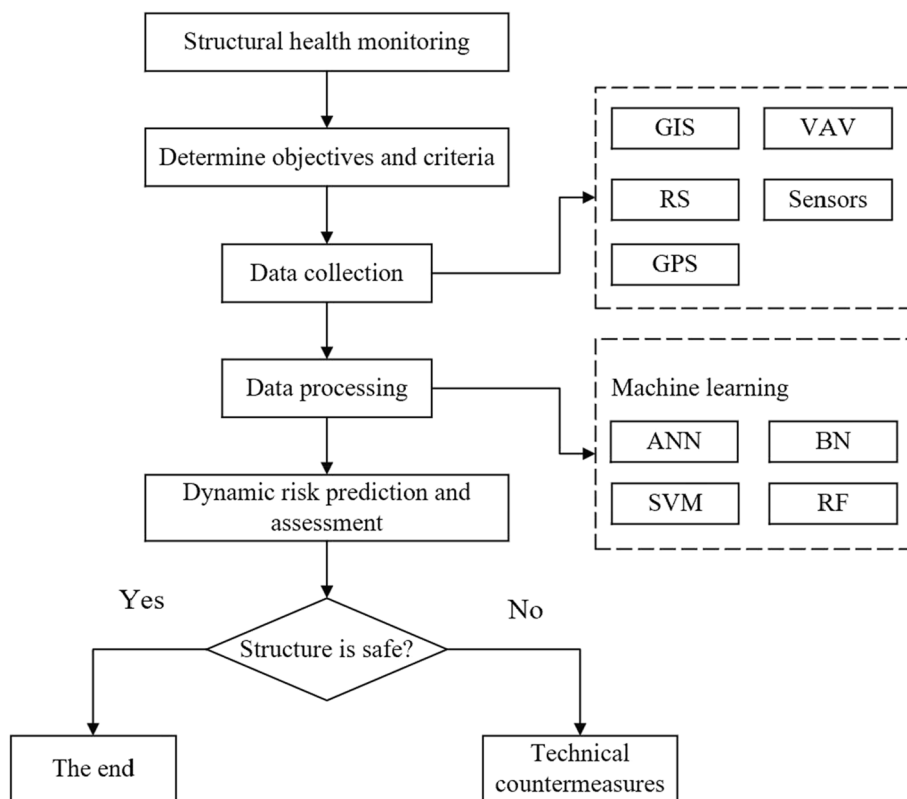 Structural health monitoring
Determine objectives and criteria
Data collection
GIS
VAV
RS
Sensors
GPS
Data processing
Machine learning
ANN
BN
SVM
RF
Dynamic risk prediction and
assessment
Yes
No
Structure is safe?
The end
Technical
countermeasures